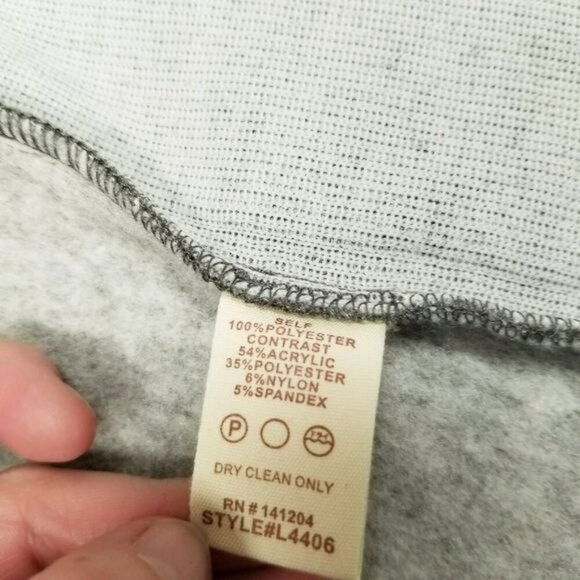 SELF
100%POLYESTER
CONTRAST
54%ACRYLIC
35%POLYESTER
6%NYLON
5%SPANDEX
P
DRY CLEAN ONLY
RN # 141204
STYLE#L4406